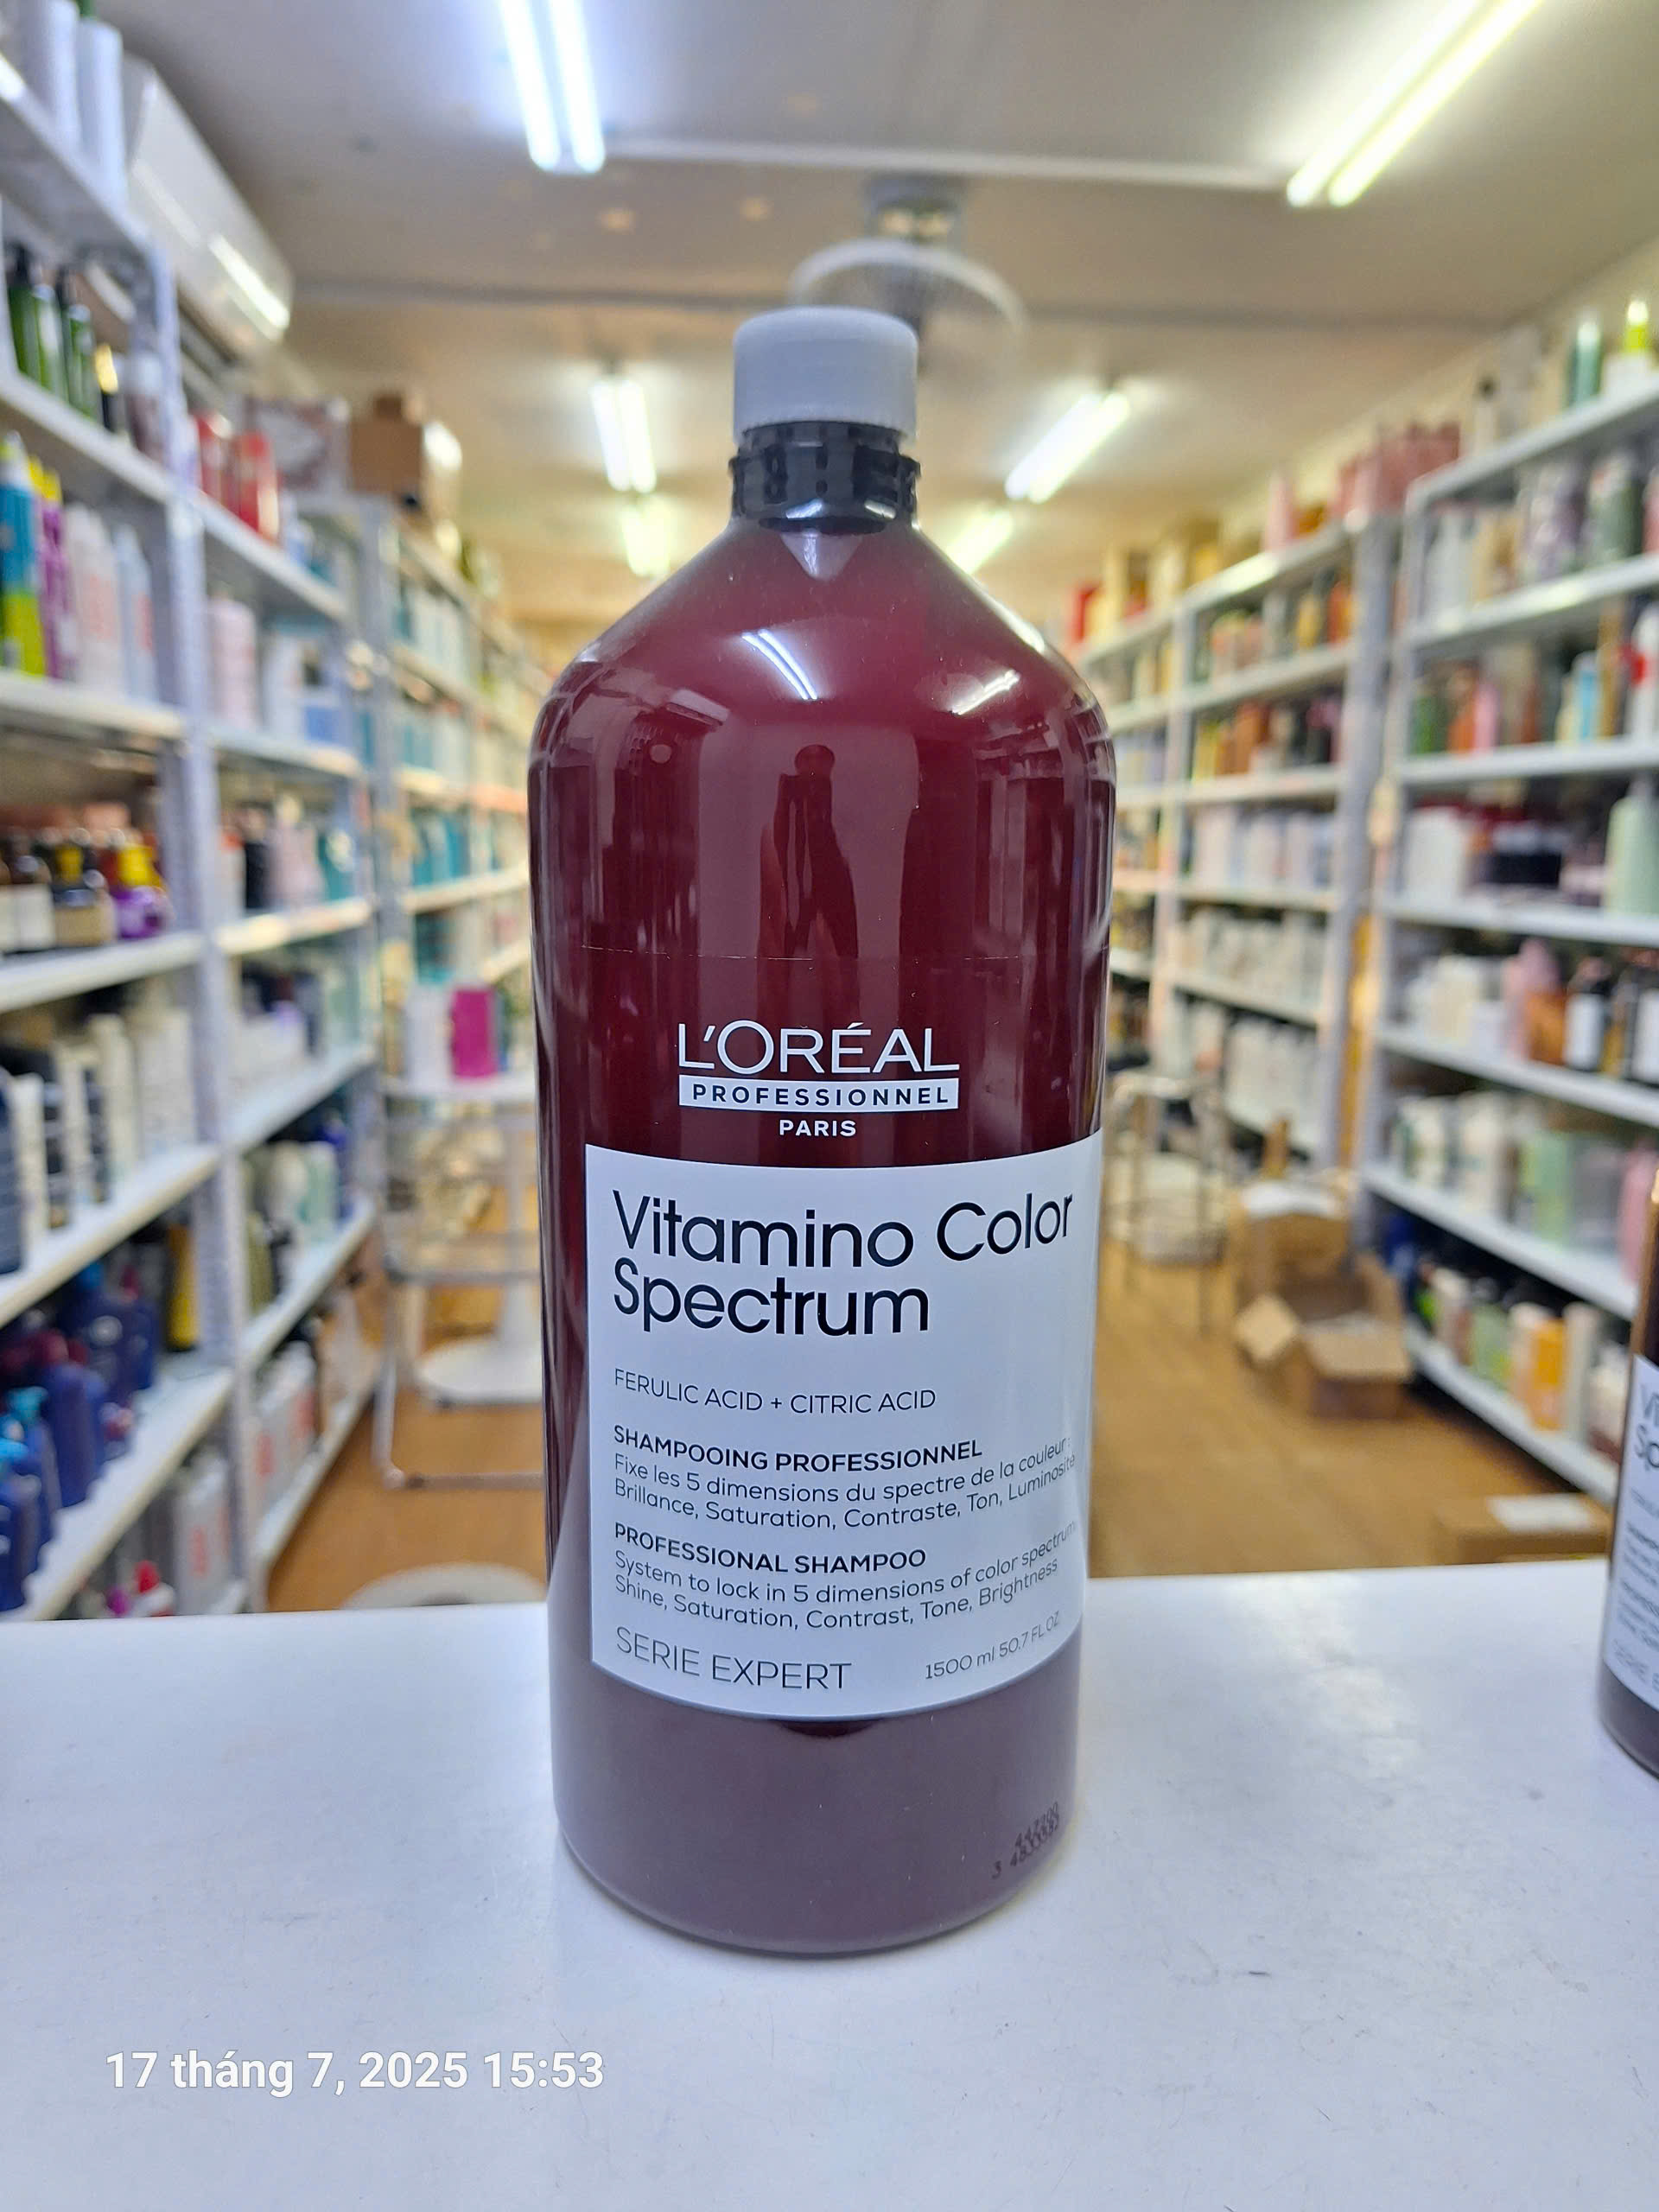 L'ORÉAL
PROFESSIONNEL
PARIS
Vitamino Color
Spectrum
FERULIC ACID + CITRIC ACID
SHAMPOOING PROFESSIONNEL
Fixe les 5 dimensions du spectre de la couleur :
Brillance, Saturation, Contraste, Ton, Luminosité
PROFESSIONAL SHAMPOO
System to lock in 5 dimensions of color spectrum
Shine, Saturation, Contrast, Tone, Brightness
SERIE EXPERT
1500 ml 50.7 FL.OZ
17 tháng 7, 2025 15:53